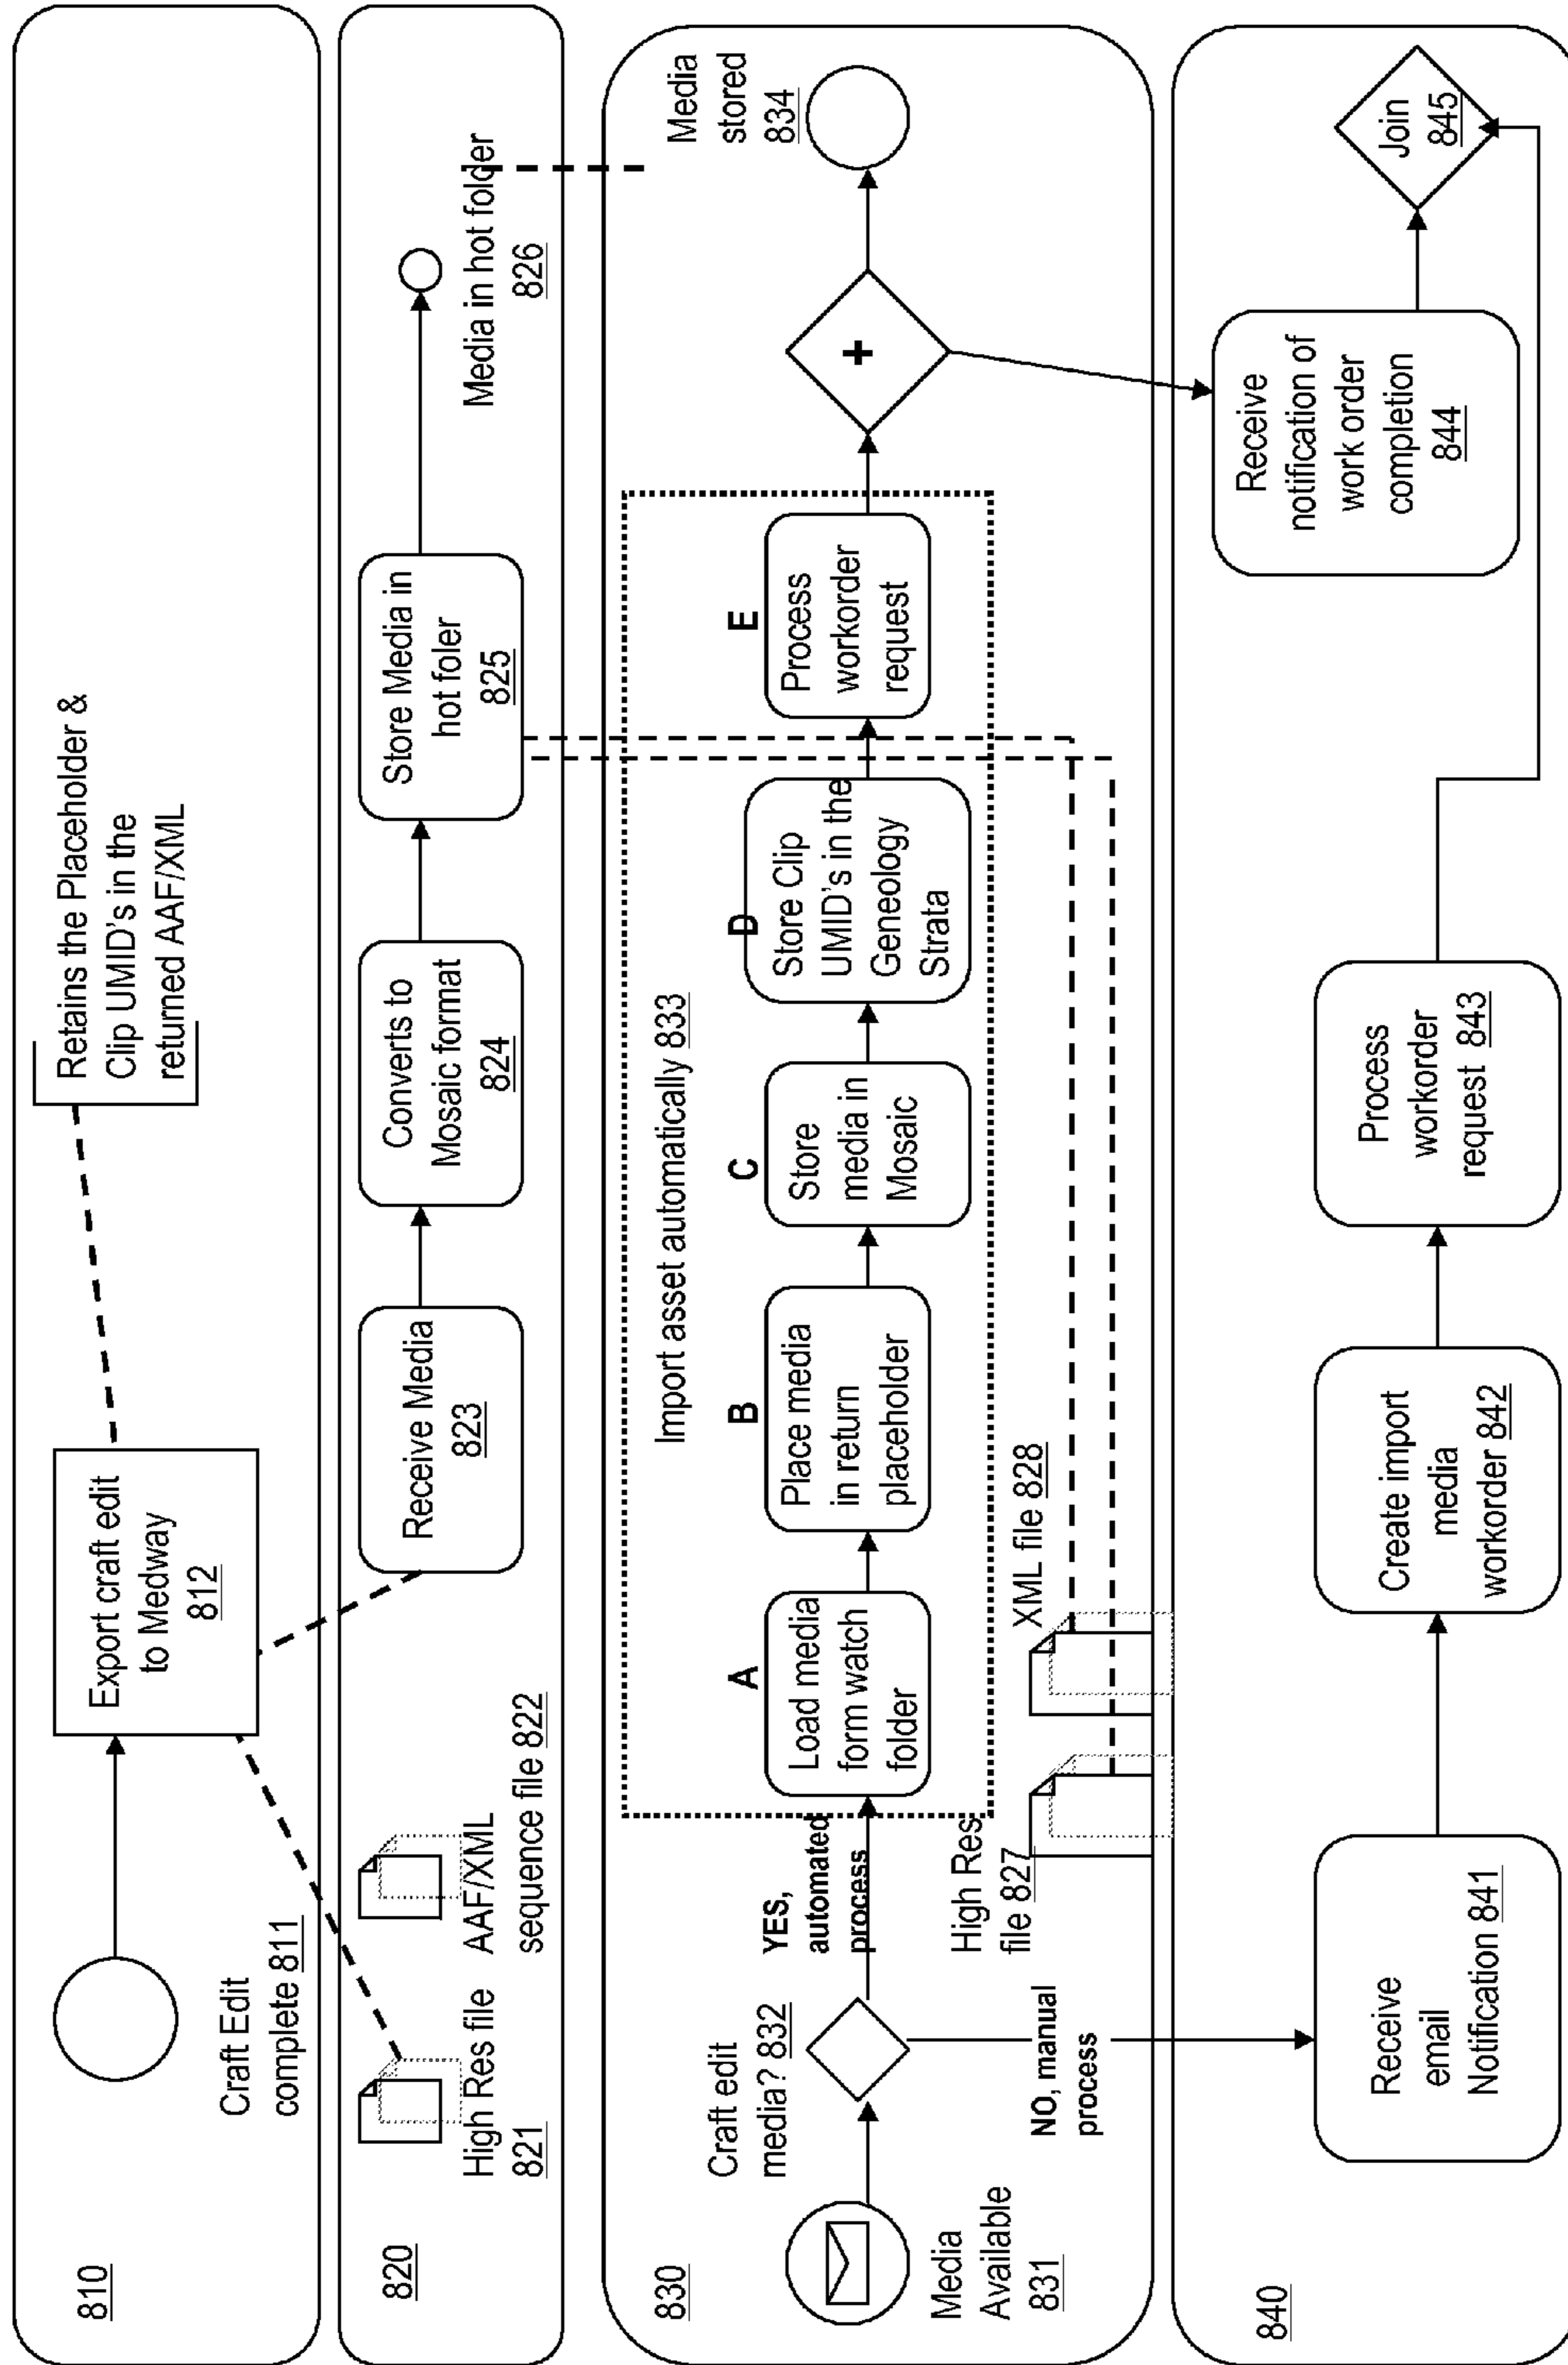 810
Craft Edit
complete 811
Export craft edit
to Medway
812
Retains the Placeholder &
Clip UMID's in the
returned AAF/XML
820
High Res file
821
AAF/XML
sequence file 822
Receive Media
823
Converts to
Mosaic format
824
Store Media in
hot foler
825
Media in hot folder
826
830
Media
Available
831
Craft edit
media? 832
YES,
automated
process
NO, manual
process
Import asset automatically 833
A
Load media
form watch
folder
B
Place media
in return
placeholder
C
Store
media in
Mosaic
D
Store Clip
UMID's in the
Geneology
Strata
E
Process
workorder
request
+
Media
stored
834
High Res
file 827
XML file 828
840
Receive
email
Notification 841
Create import
media
workorder 842
Process
workorder
request 843
Receive
notification of
work order
completion
844
Join
845